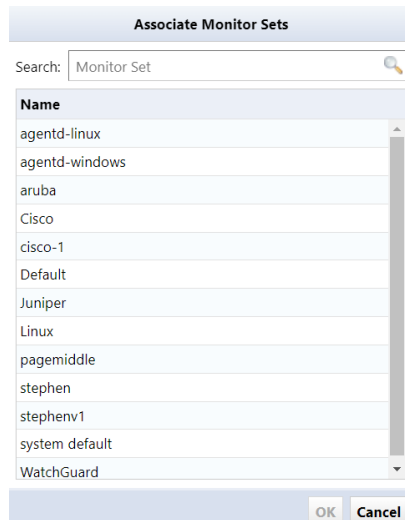 Associate Monitor Sets
Search: Monitor Set
Name
agentd-linux
agentd-windows
aruba
Cisco
cisco-1
Default
Juniper
Linux
pagemiddle
stephen
stephenv1
system default
WatchGuard
OK Cancel